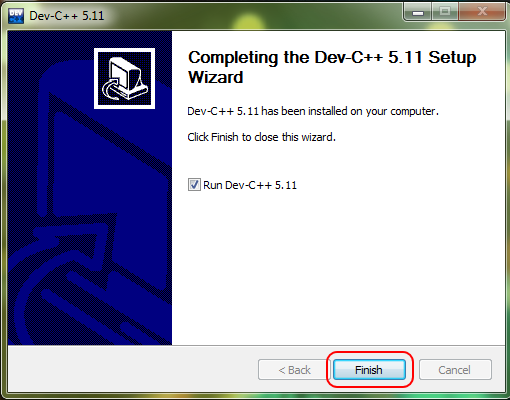 DEV
Dev-C++ 5.11
Completing the Dev-C++ 5.11 Setup
Wizard
Dev-C++ 5.11 has been installed on your computer.
Click Finish to close this wizard.
Run Dev-C++ 5.11
< Back
Finish
Cancel